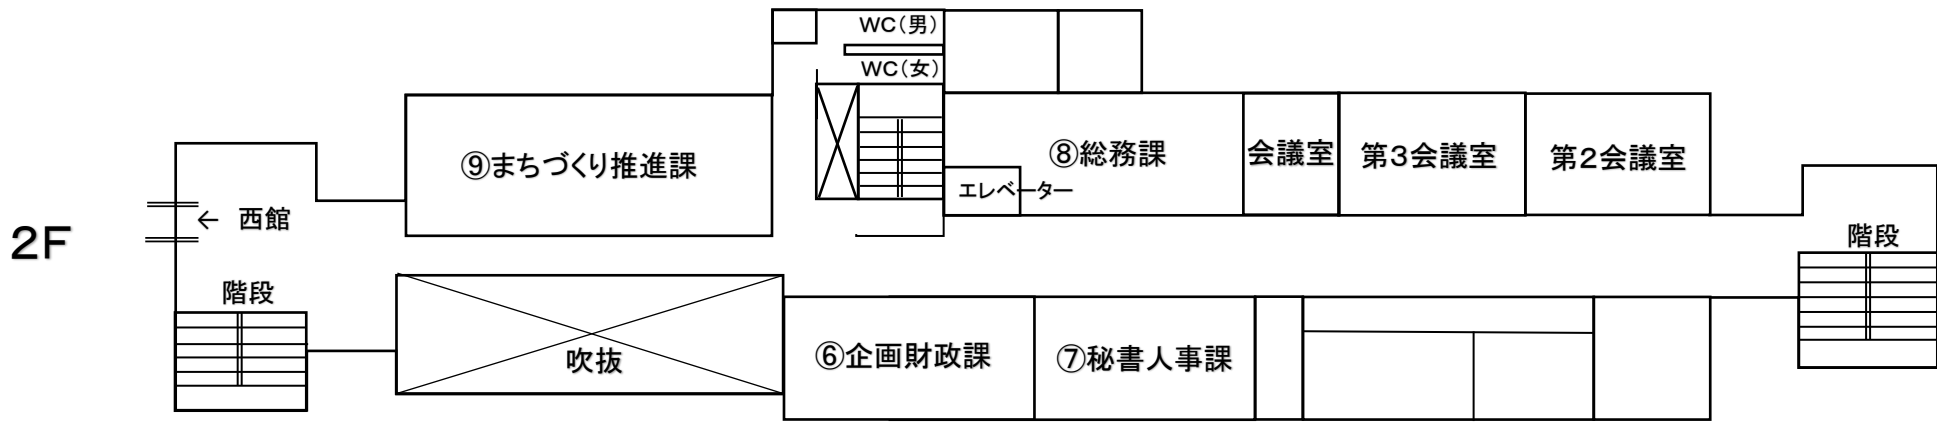 WC(男)
WC(女)
⑨まちづくり推進課
⑧総務課
会議室
第3会議室
第2会議室
エレベーター
← 西館
2F
階段
階段
吹抜
⑥企画財政課
⑦秘書人事課